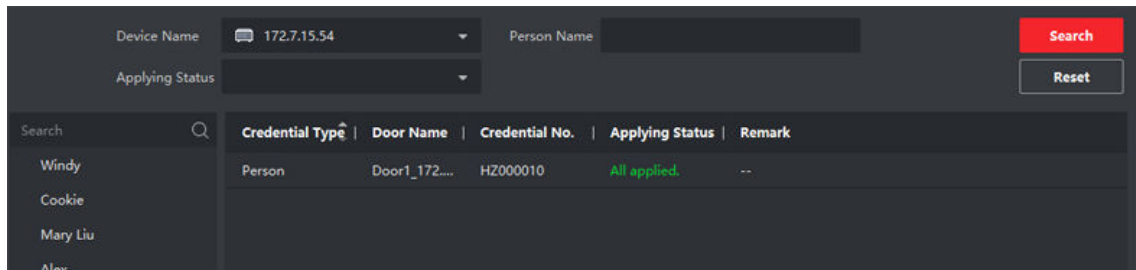 Device Name 172.7.15.54 Person Name Search
Applying Status Reset
Search Credential Type Door Name Credential No. Applying Status Remark
Windy Person Door1_172.... HZ000010 All applied. --
Cookie
Mary Liu
Alex